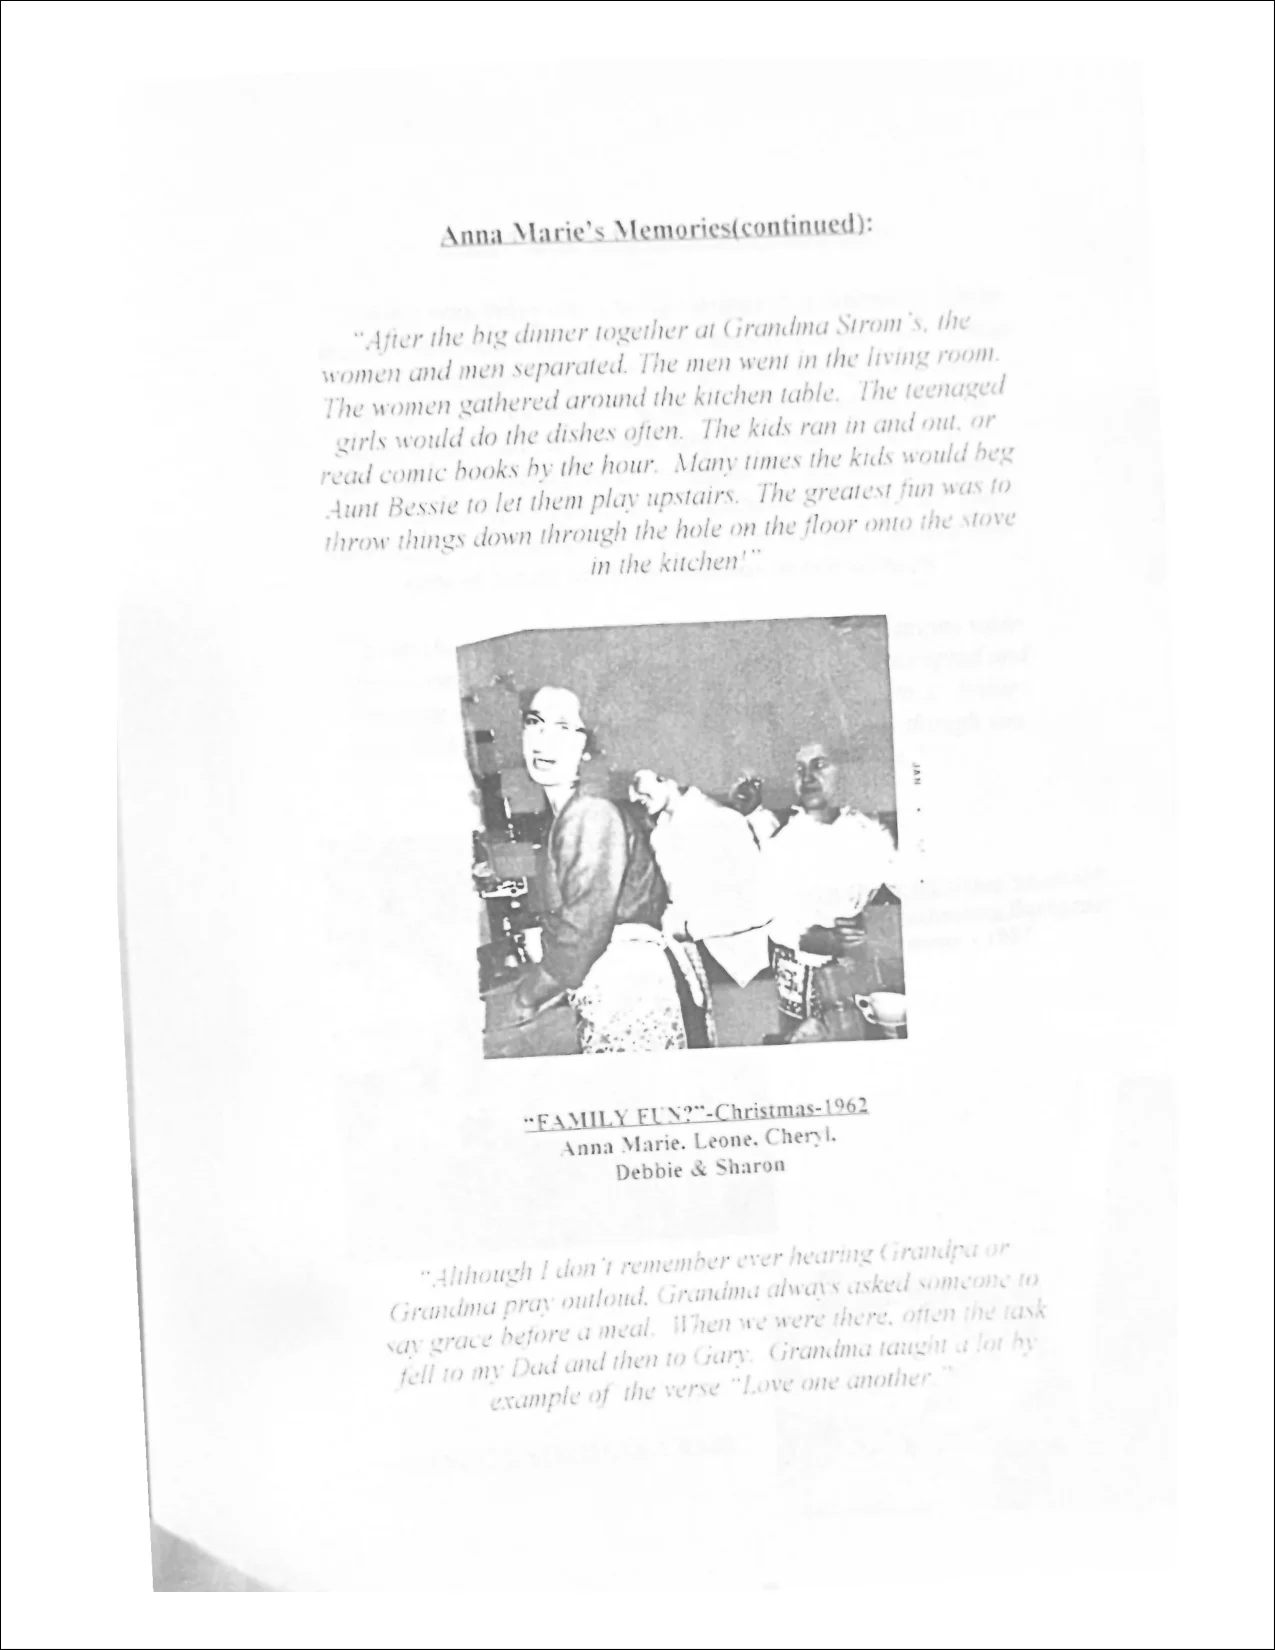 Anna Marie's Memories(continued):
"After the big dinner together at Grandma Strom's, the
women and men separated. The men went in the living room.
The women gathered around the kitchen table. The teenaged
girls would do the dishes often. The kids ran in and out, or
read comic books by the hour. Many times the kids would beg
Aunt Bessie to let them play upstairs. The greatest fun was to
throw things down through the hole on the floor onto the stove
in the kitchen!"
JAN
"FAMILY FUN?"-Christmas-1962
Anna Marie, Leone, Cheryl,
Debbie & Sharon
"Although I don't remember ever hearing Grandpa or
Grandma pray outloud, Grandma always asked someone to
say grace before a meal. When we were there, often the task
fell to my Dad and then to Gary. Grandma taught a lot by
example of the verse "Love one another."